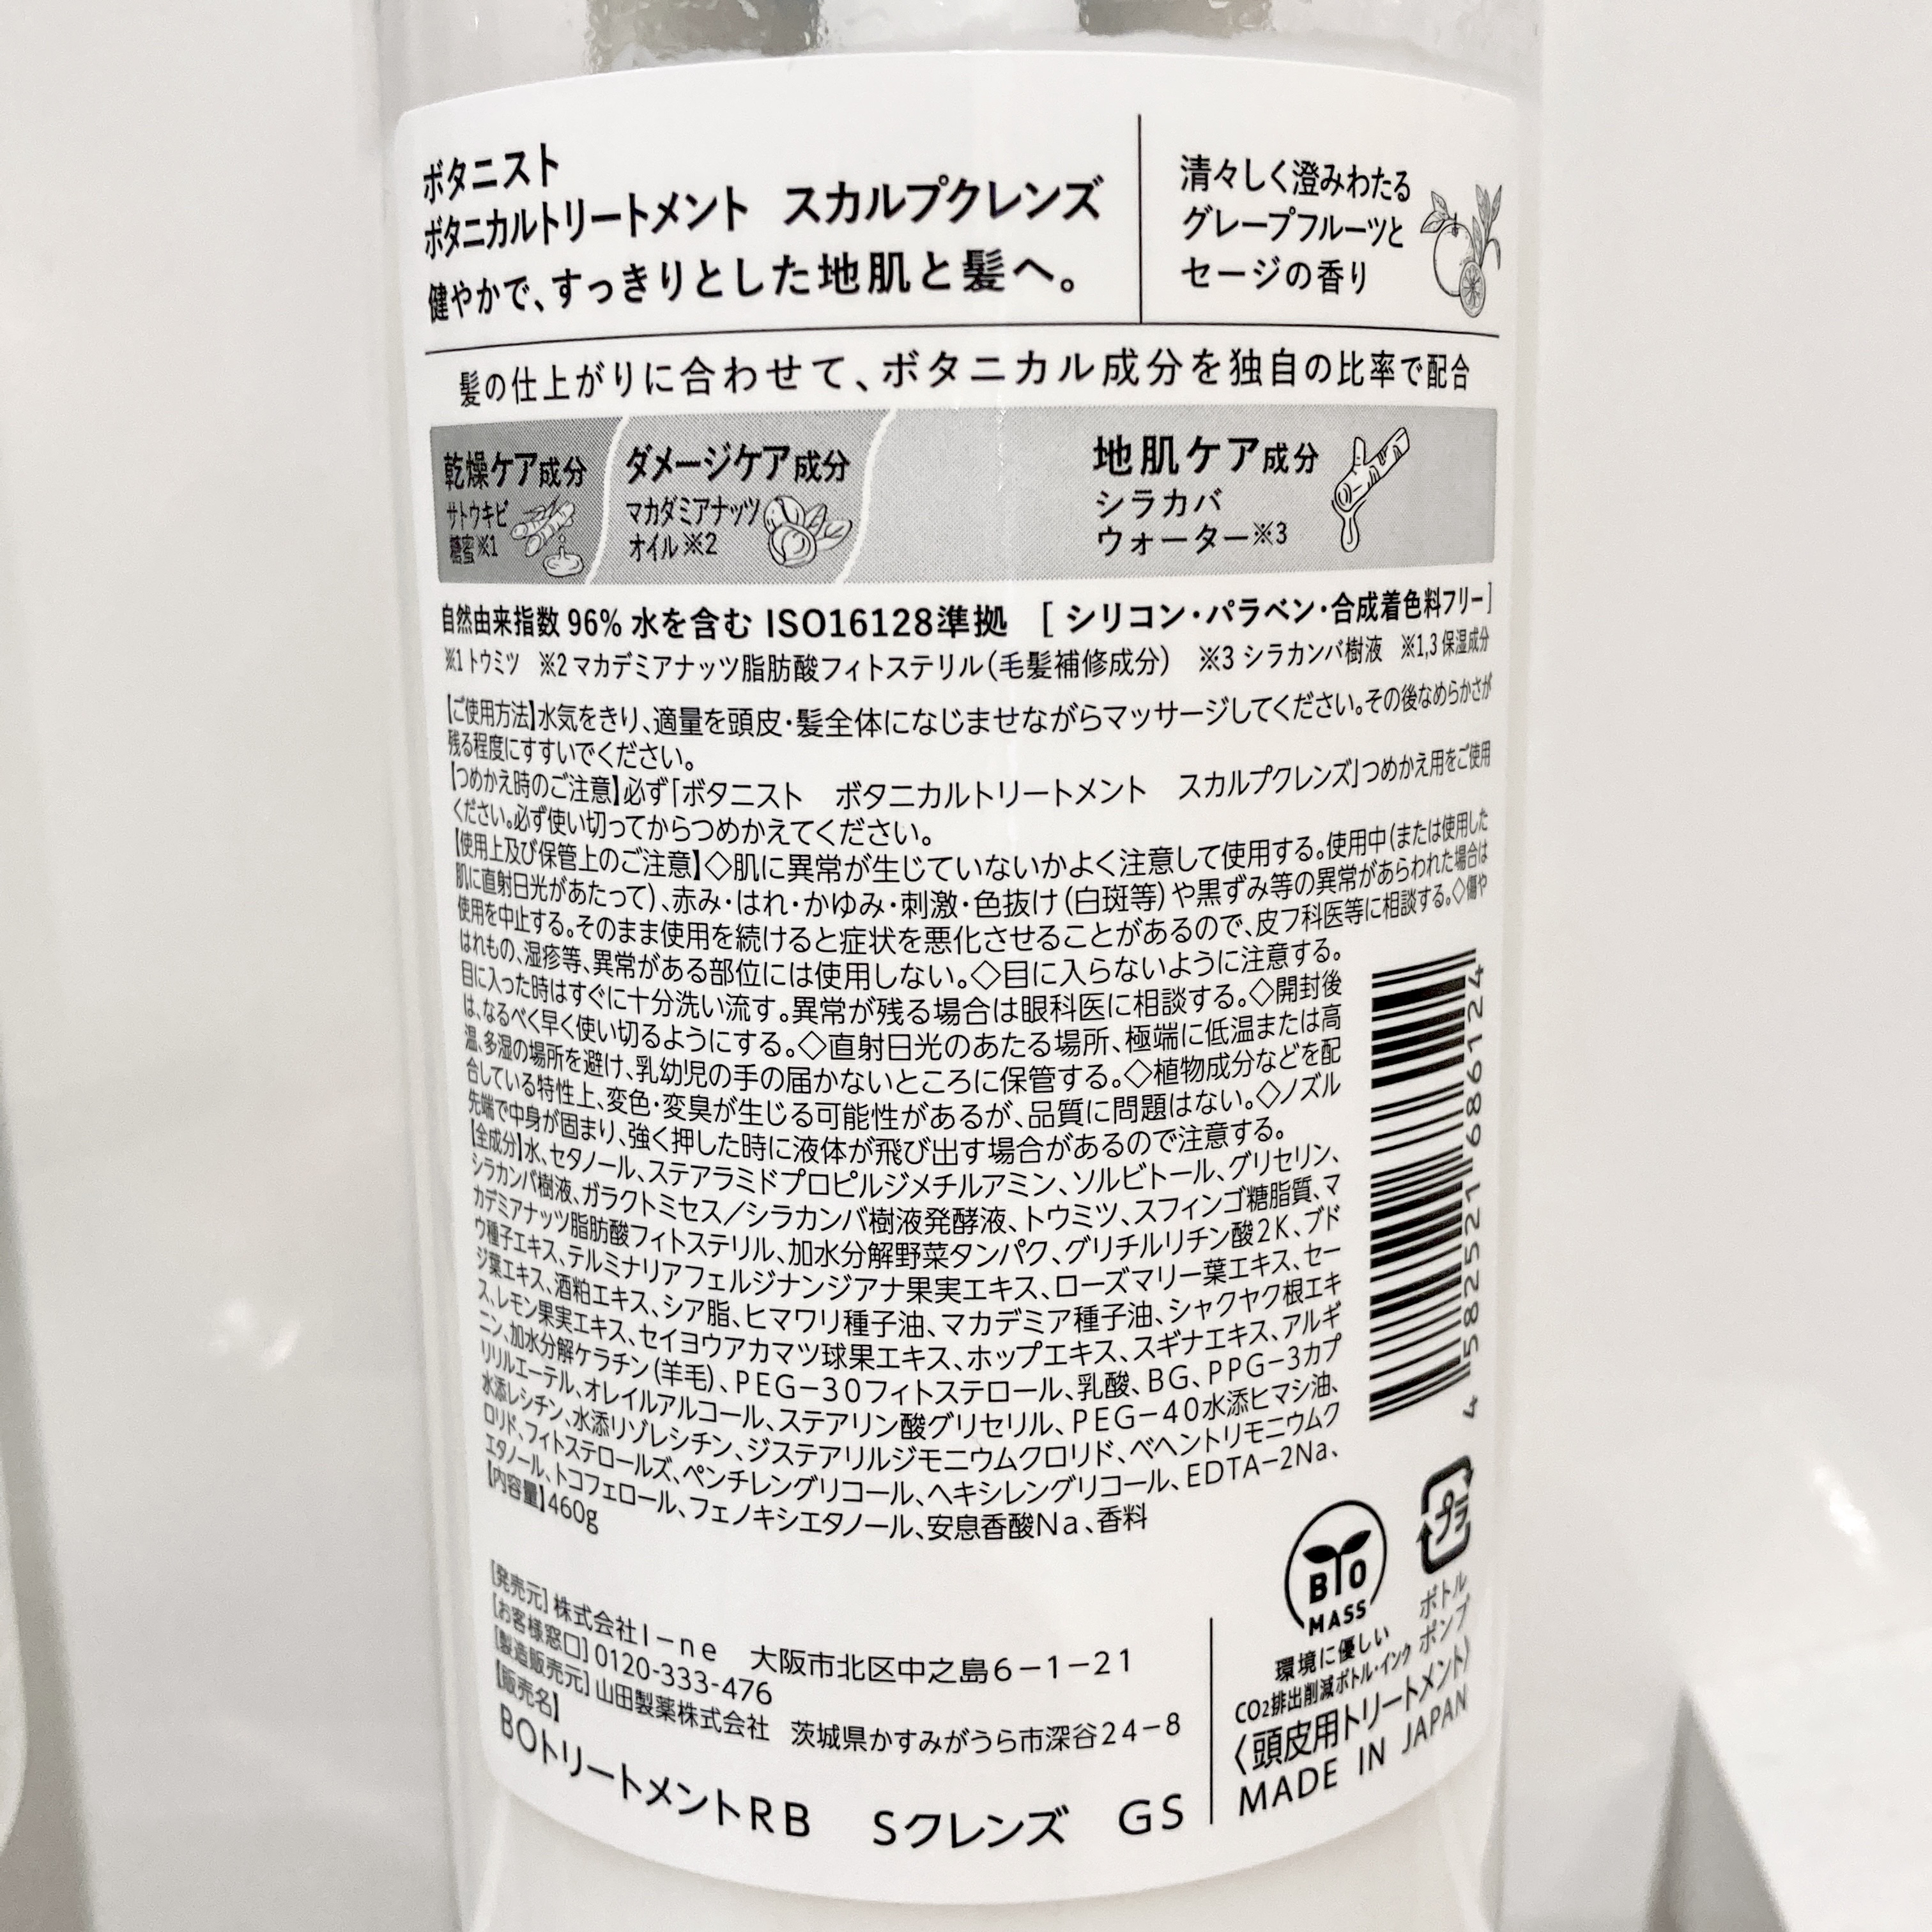 ボタニスト
ボタニカルトリートメント スカルプクレンズ
健やかで、すっきりとした地肌と髪へ。
清々しく澄みわたる
グレープフルーツと
セージの香り
髪の仕上がりに合わせて、ボタニカル成分を独自の比率で配合
乾燥ケア成分
サトウキビ
糖蜜※1
ダメージケア成分
マカダミアナッツ
オイル※2
地肌ケア成分
シラカバ
ウォーター※3
自然由来指数 96% 水を含む ISO16128準拠 [シリコン・パラベン・合成着色料フリー]
※1 トウミツ ※2 マカデミアナッツ脂肪酸フィトステリル(毛髪補修成分) ※3 シラカンバ樹液 ※1,3 保湿成分
【ご使用方法】水気をきり、適量を頭皮・髪全体になじませながらマッサージしてください。その後なめらかさが
残る程度にすすいでください。
【つめかえ時のご注意】必ず「ボタニスト ボタニカルトリートメント スカルプクレンズ」つめかえ用をご使用
ください。必ず使い切ってからつめかえてください。
【使用上及び保管上のご注意】◇肌に異常が生じていないかよく注意して使用する。使用中(または使用した
肌に直射日光があたって)、赤み・はれ・かゆみ・刺激・色抜け(白斑等)や黒ずみ等の異常があらわれた場合は
使用を中止する。そのまま使用を続けると症状を悪化させることがあるので、皮フ科医等に相談する。◇傷や
はれもの、湿疹等、異常がある部位には使用しない。◇目に入らないように注意する。
目に入った時はすぐに十分洗い流す。異常が残る場合は眼科医に相談する。◇開封後
は、なるべく早く使い切るようにする。◇直射日光のあたる場所、極端に低温または高
温、多湿の場所を避け、乳幼児の手の届かないところに保管する。◇植物成分などを配
合している特性上、変色・変臭が生じる可能性があるが、品質に問題はない。◇ノズル
先端で中身が固まり、強く押した時に液体が飛び出す場合があるので注意する。
【全成分】水、セタノール、ステアラミドプロピルジメチルアミン、ソルビトール、グリセリン、
シラカンバ樹液、ガラクトミセス/シラカンバ樹液発酵液、トウミツ、スフィンゴ糖脂質、マ
カデミアナッツ脂肪酸フィトステリル、加水分解野菜タンパク、グリチルリチン酸2K、ブド
ウ種子エキス、テルミナリアフェルジナンジアナ果実エキス、ローズマリー葉エキス、セー
ジ葉エキス、酒粕エキス、シア脂、ヒマワリ種子油、マカデミア種子油、シャクヤク根エキ
ス、レモン果実エキス、セイヨウアカマツ球果エキス、ホップエキス、スギナエキス、アルギ
ニン、加水分解ケラチン(羊毛)、PEG-30フィトステロール、乳酸、BG、PPG-3カプ
リリルエーテル、オレイルアルコール、ステアリン酸グリセリル、PEG-40水添ヒマシ油、
水添レシチン、水添リゾレシチン、ジステアリルジモニウムクロリド、ベヘントリモニウムク
ロリド、フィトステロールズ、ペンチレングリコール、ヘキシレングリコール、EDTA-2Na、
エタノール、トコフェロール、フェノキシエタノール、安息香酸Na、香料
【内容量】460g
4 582521 686124
[発売元] 株式会社I-ne 大阪市北区中之島6-1-21
[お客様窓口] 0120-333-476
[製造販売元] 山田製薬株式会社 茨城県かすみがうら市深谷24-8
【販売名】
BOトリートメントRB Sクレンズ GS
BIO
MASS
環境に優しい
CO2排出削減ボトル・インク
プラ
ボトル
ポンプ
〈頭皮用トリートメント〉
MADE IN JAPAN